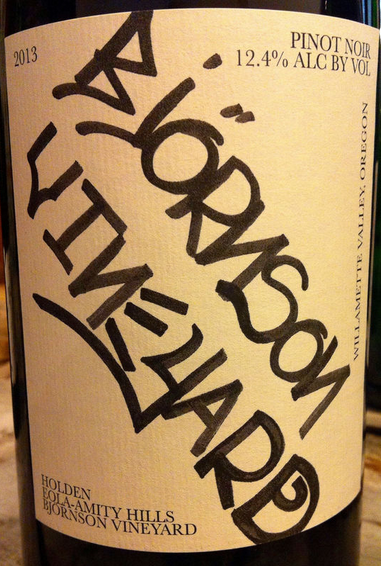 2013
PINOT NOIR
12.4% ALC BY VOL
BJÖRNSON
VINEYARD
WILLAMETTE VALLEY, OREGON
HOLDEN
EOLA-AMITY HILLS
BJORNSON VINEYARD